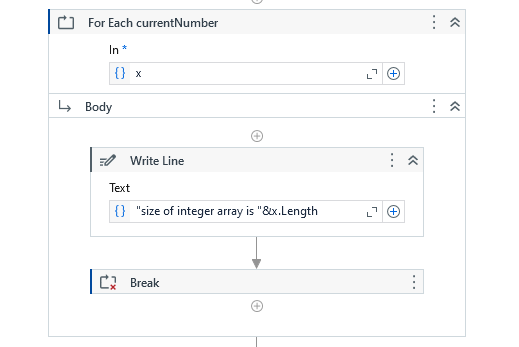 For Each currentNumber
In *
{} x
Body
Write Line
Text
{} "size of integer array is "&x.Length
Break